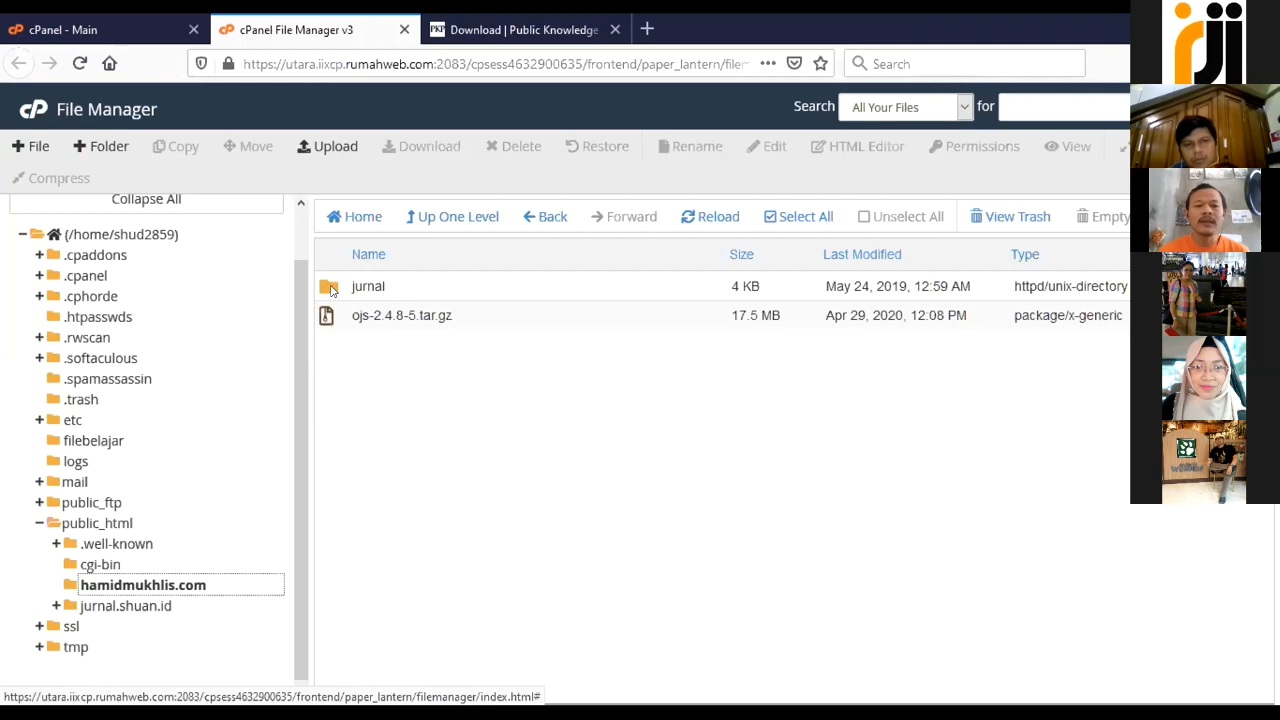 cPanel - Main
cPanel File Manager v3
PKP Download | Public Knowledge
https://utara.iixcp.rumahweb.com:2083/cpsess4632900635/frontend/paper_lantern/filem
Search
cP File Manager
Search All Your Files for
File Folder Copy Move Upload Download Delete Restore Rename Edit HTML Editor Permissions View
Compress
Collapse All
Home Up One Level Back Forward Reload Select All Unselect All View Trash Empty
(/home/shud2859)
.cpaddons
.cpanel
.cphorde
.htpasswds
.rwscan
.softaculous
.spamassassin
.trash
etc
filebelajar
logs
mail
public_ftp
public_html
.well-known
cgi-bin
hamidmukhlis.com
jurnal.shuan.id
ssl
tmp
Name Size Last Modified Type
jurnal 4 KB May 24, 2019, 12:59 AM httpd/unix-directory
ojs-2.4.8-5.tar.gz 17.5 MB Apr 29, 2020, 12:08 PM package/x-generic
https://utara.iixcp.rumahweb.com:2083/cpsess4632900635/frontend/paper_lantern/filemanager/index.html#
rji